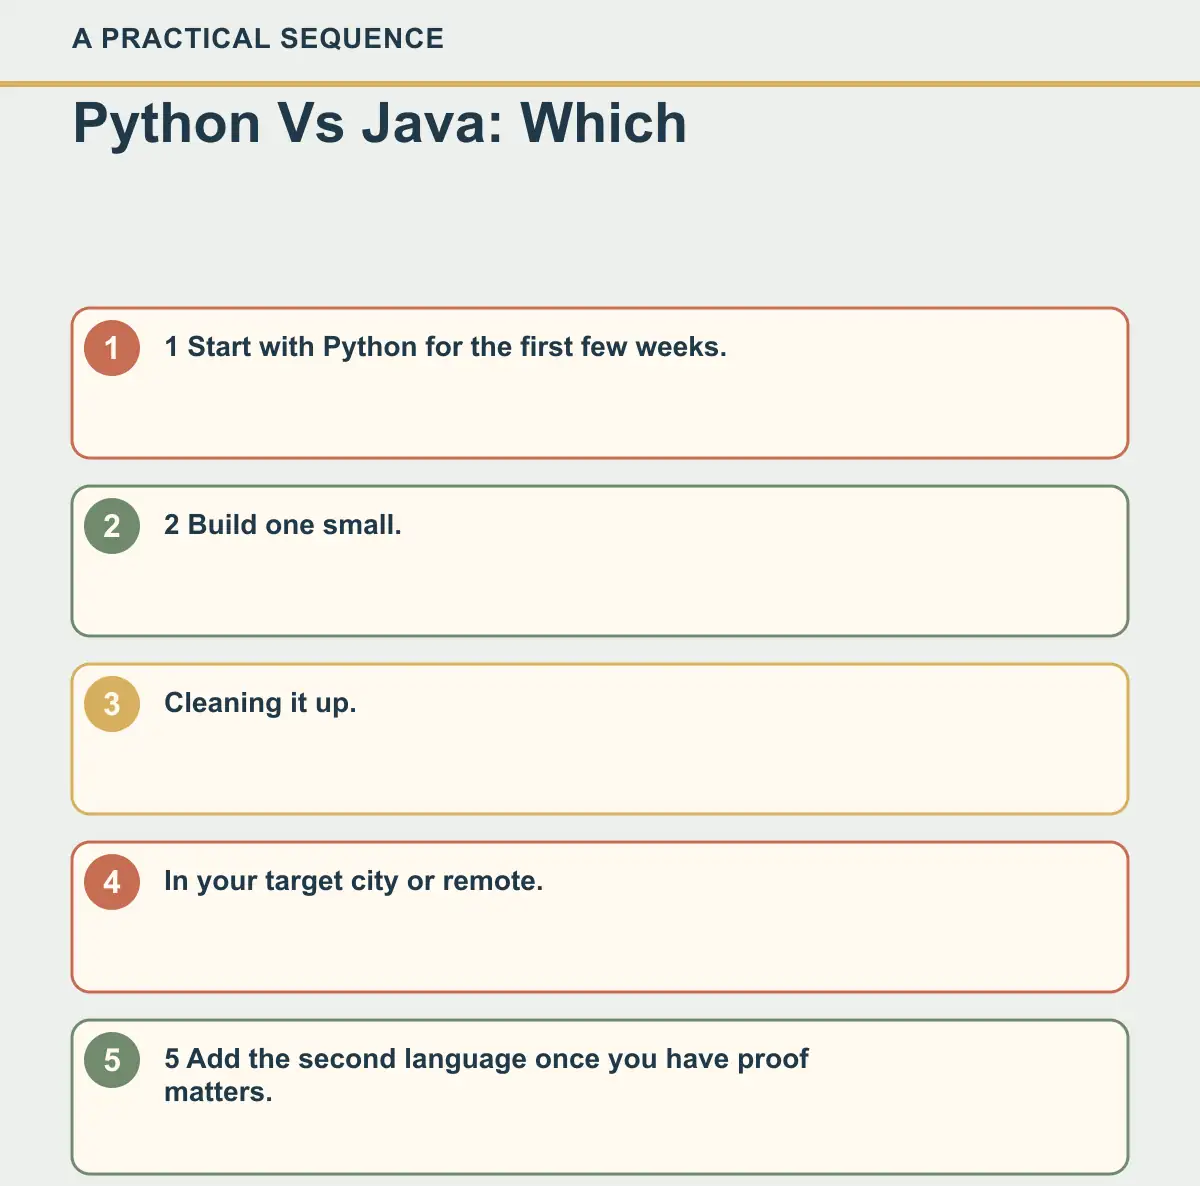 A PRACTICAL SEQUENCE
Python Vs Java: Which
1
1 Start with Python for the first few weeks.
2
2 Build one small.
3
Cleaning it up.
4
In your target city or remote.
5
5 Add the second language once you have proof
matters.